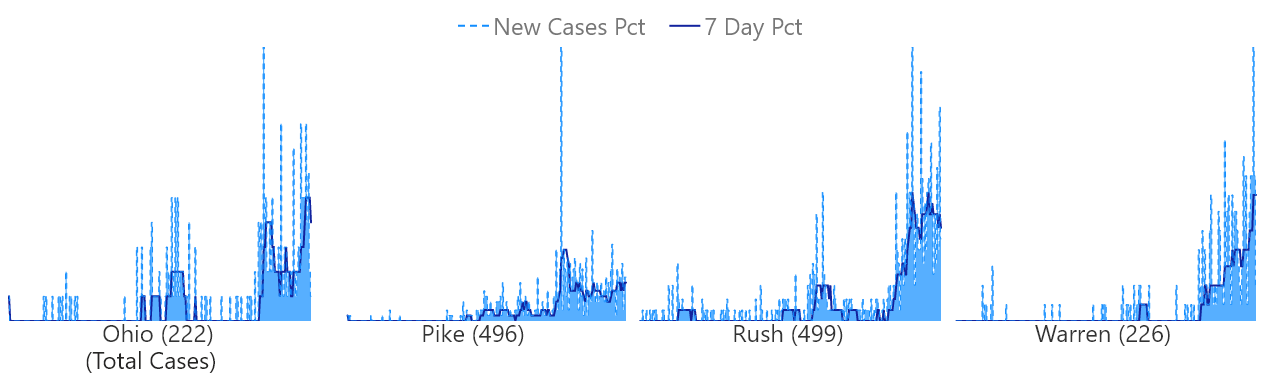 New Cases Pct 7 Day Pct
Ohio (222) Pike (496) Rush (499) Warren (226)
(Total Cases)